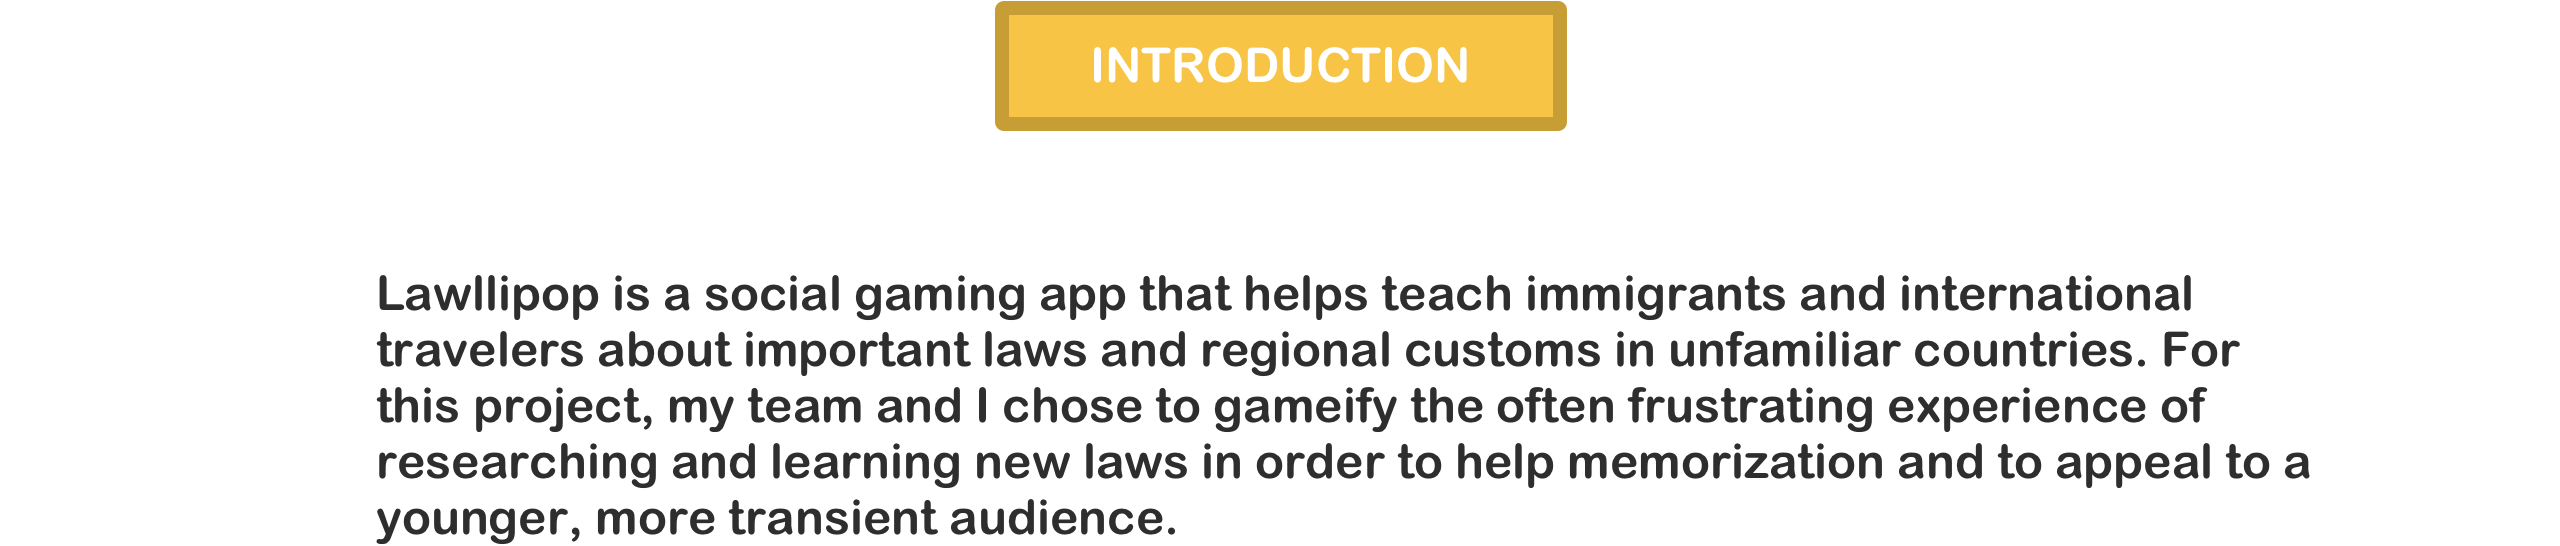 INTRODUCTION
Lawllipop is a social gaming app that helps teach immigrants and international
travelers about important laws and regional customs in unfamiliar countries. For
this project, my team and I chose to gameify the often frustrating experience of
researching and learning new laws in order to help memorization and to appeal to a
younger, more transient audience.